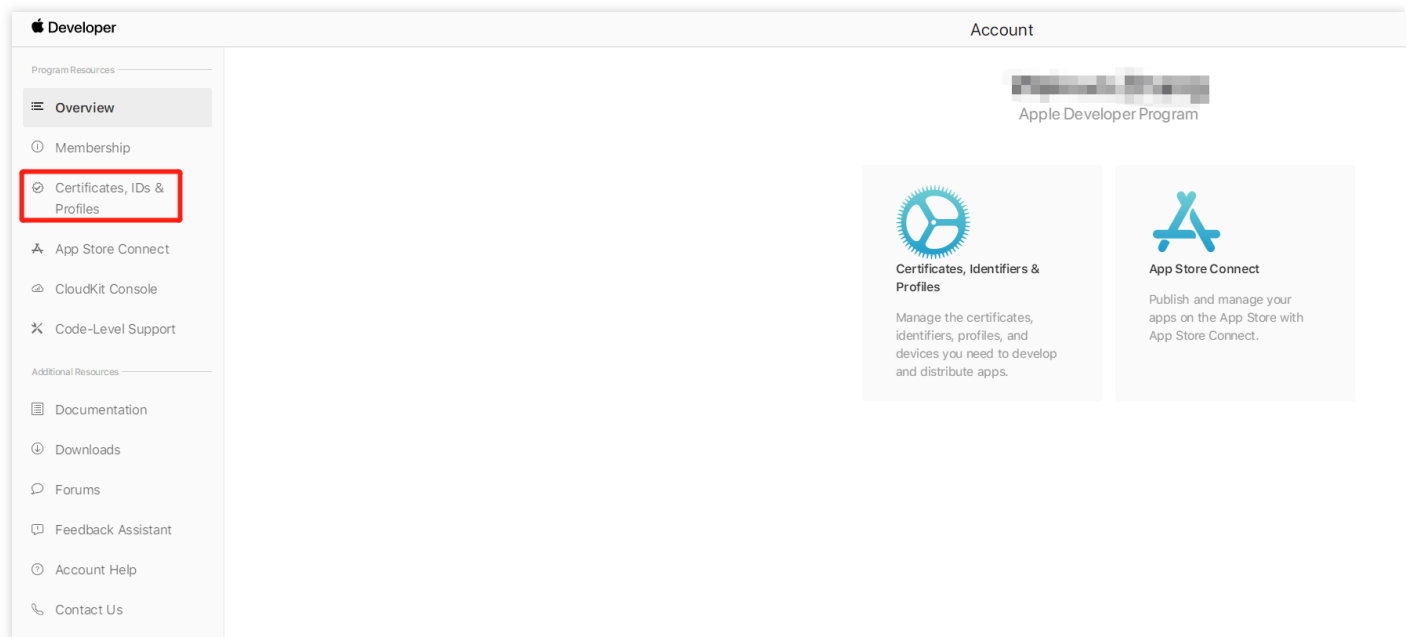 Developer
Account
Program Resources
Overview
Membership
Certificates, IDs &
Profiles
App Store Connect
CloudKit Console
Code-Level Support
Additional Resources
Documentation
Downloads
Forums
Feedback Assistant
Account Help
Contact Us
Apple Developer Program
Certificates, Identifiers &
Profiles
Manage the certificates,
identifiers, profiles, and
devices you need to develop
and distribute apps.
App Store Connect
Publish and manage your
apps on the App Store with
App Store Connect.